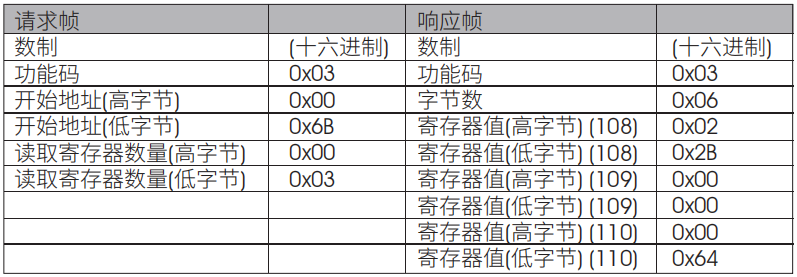 请求帧 响应帧
数制 (十六进制) 数制 (十六进制)
功能码 0x03 功能码 0x03
开始地址(高字节) 0x00 字节数 0x06
开始地址(低字节) 0x6B 寄存器值(高字节) (108) 0x02
读取寄存器数量(高字节) 0x00 寄存器值(低字节) (108) 0x2B
读取寄存器数量(低字节) 0x03 寄存器值(高字节) (109) 0x00
寄存器值(低字节) (109) 0x00
寄存器值(高字节) (110) 0x00
寄存器值(低字节) (110) 0x64